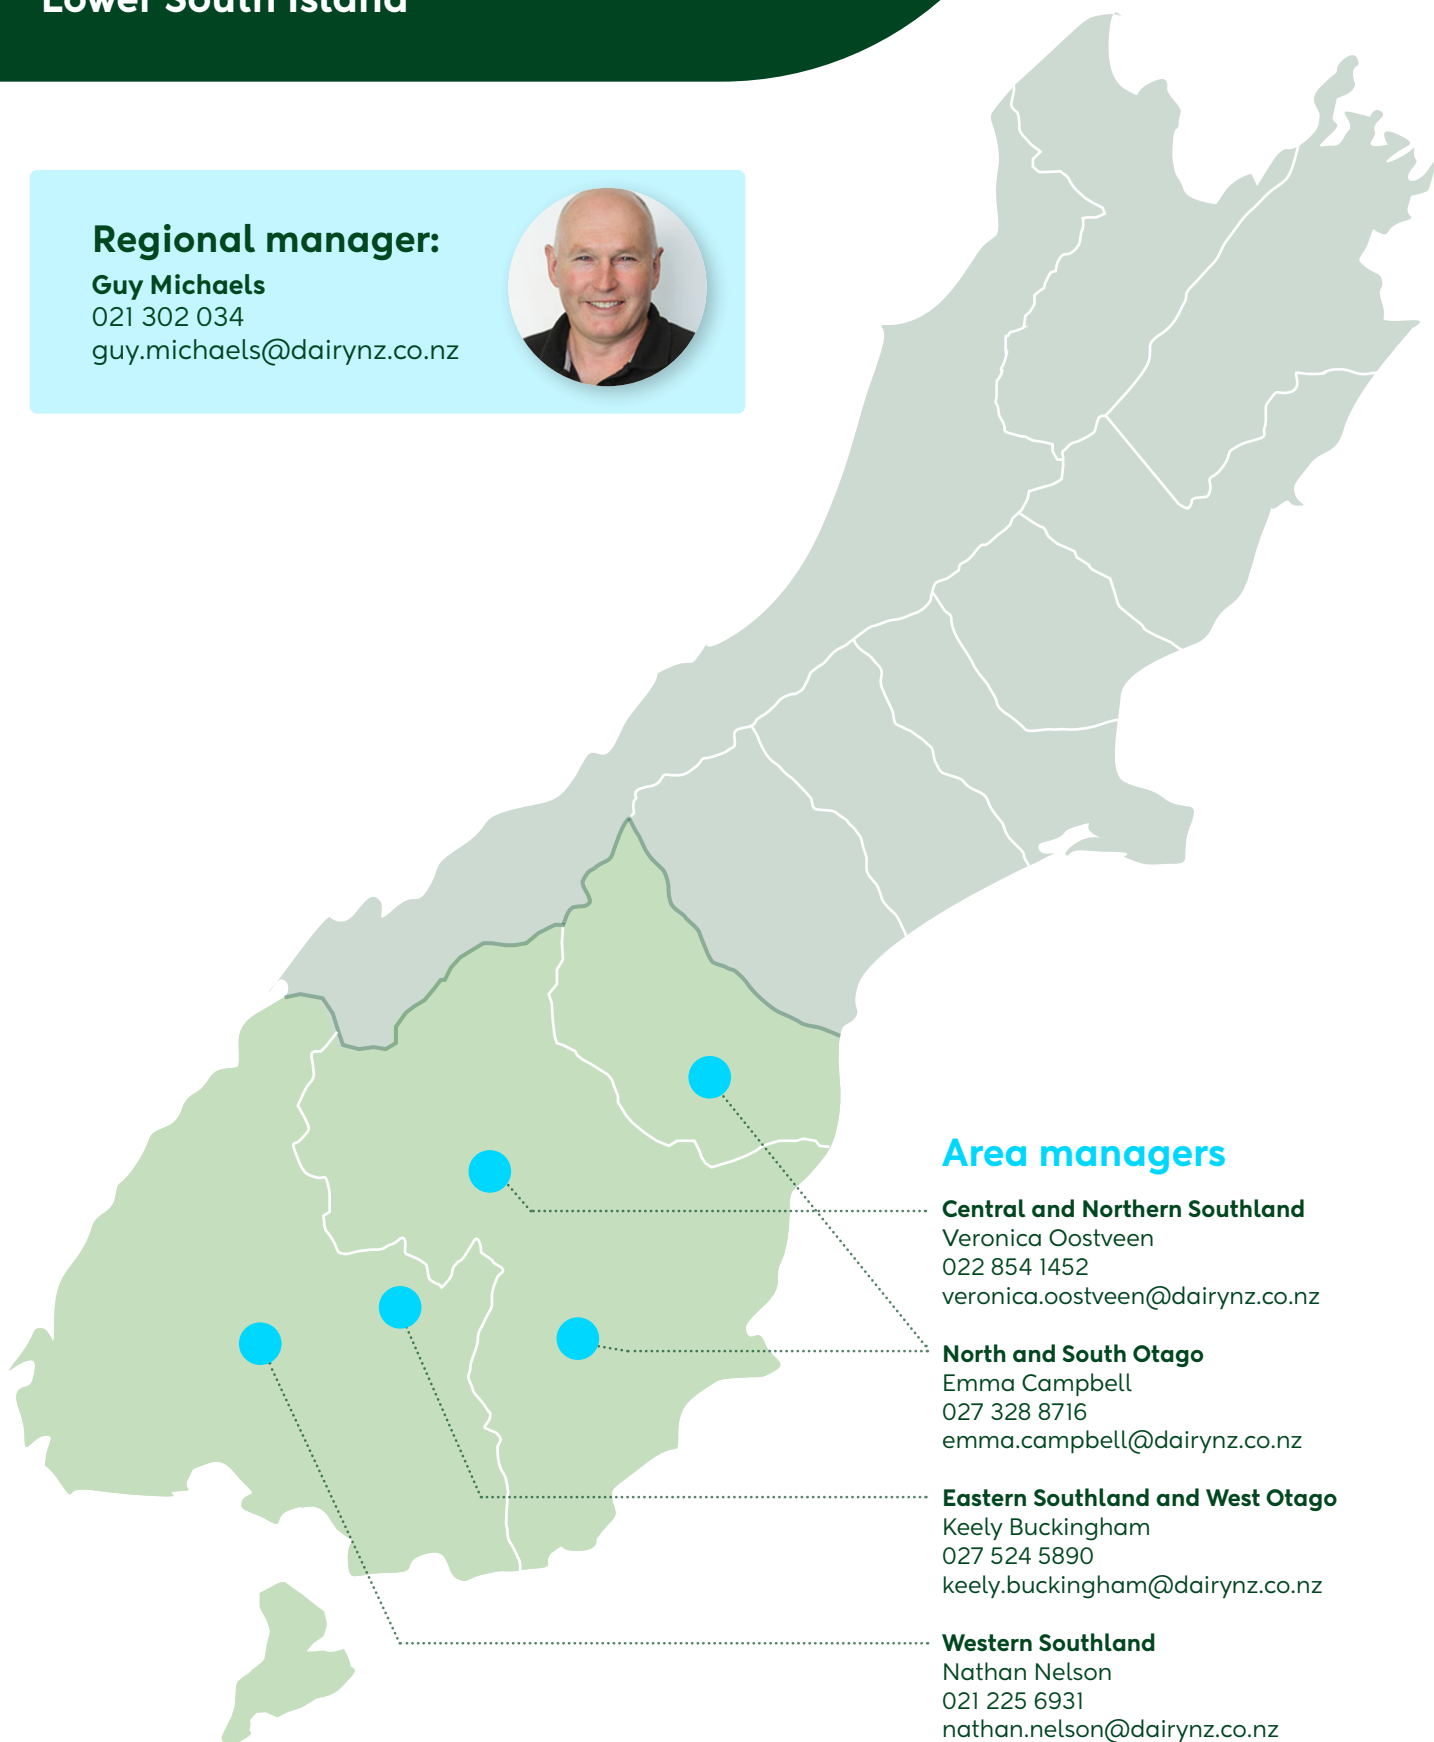 Lower South Island
Regional manager:
Guy Michaels
021 302 034
guy.michaels@dairynz.co.nz
Area managers
Central and Northern Southland
Veronica Oostveen
022 854 1452
veronica.oostveen@dairynz.co.nz
North and South Otago
Emma Campbell
027 328 8716
emma.campbell@dairynz.co.nz
Eastern Southland and West Otago
Keely Buckingham
027 524 5890
keely.buckingham@dairynz.co.nz
Western Southland
Nathan Nelson
021 225 6931
nathan.nelson@dairynz.co.nz